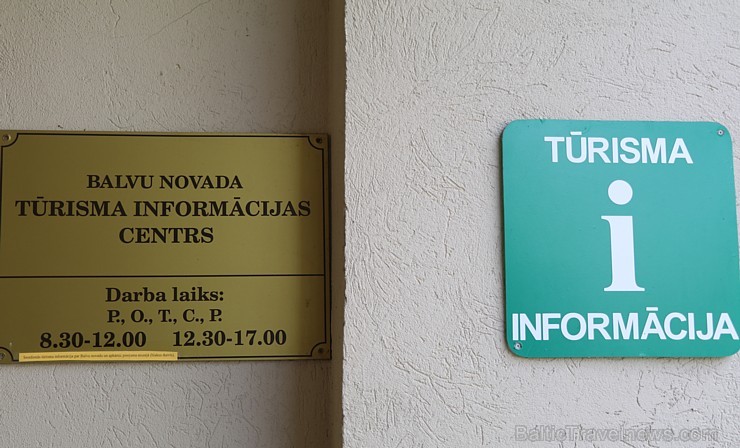 BALVU NOVADA
TŪRISMA INFORMĀCIJAS
CENTRS
Darba laiks:
P., O., T., C., P.
8.30-12.00 12.30-17.00
TŪRISMA
i
INFORMĀCIJA
BalticTravelnews.com